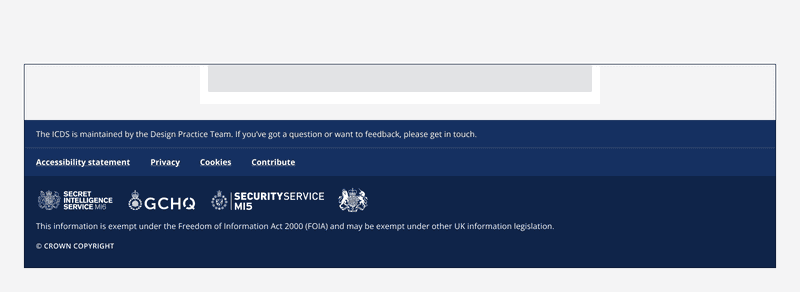 The ICDS is maintained by the Design Practice Team. If you've got a question or want to feedback, please get in touch.
Accessibility statement Privacy Cookies Contribute
SECRET
INTELLIGENCE
SERVICE MI6
GCHQ
SECURITY SERVICE
MI5
This information is exempt under the Freedom of Information Act 2000 (FOIA) and may be exempt under other UK information legislation.
© CROWN COPYRIGHT